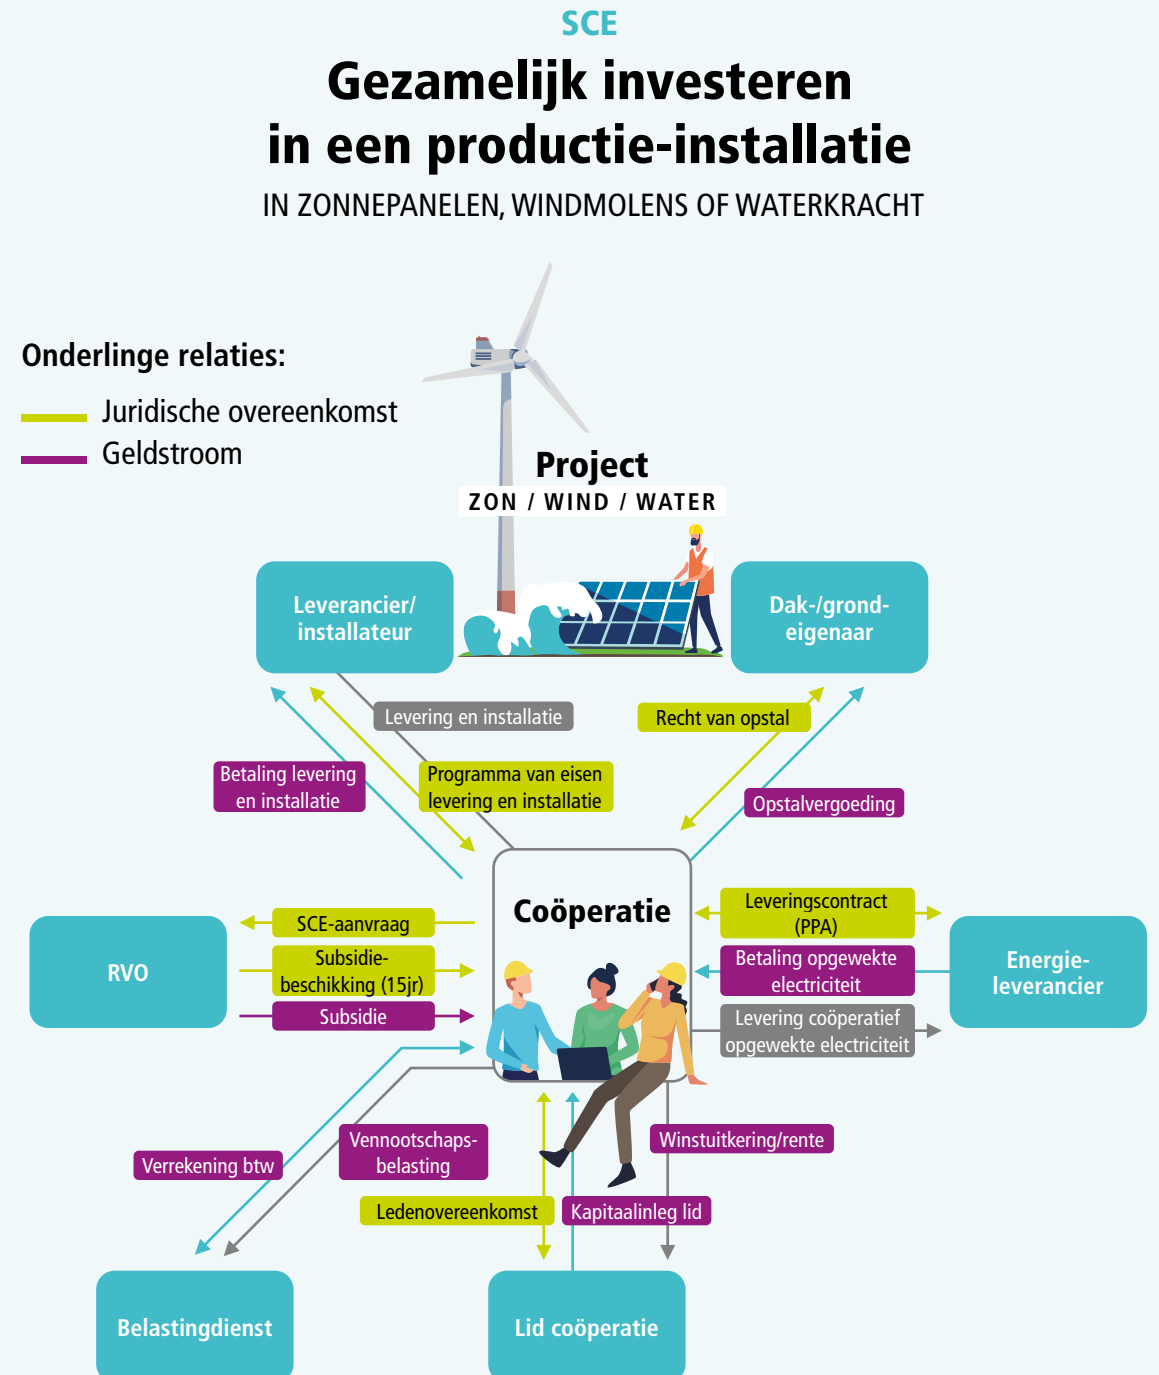 SCE
Gezamelijk investeren
in een productie-installatie
IN ZONNEPANELEN, WINDMOLENS OF WATERKRACHT
Onderlinge relaties:
Juridische overeenkomst
Geldstroom
Project
ZON / WIND / WATER
Leverancier/
installateur
Dak-/grond-
eigenaar
Levering en installatie
Recht van opstal
Betaling levering
en installatie
Programma van eisen
levering en installatie
Opstalvergoeding
Coöperatie
RVO
SCE-aanvraag
Subsidie-
beschikking (15jr)
Subsidie
Leveringscontract
(PPA)
Betaling opgewekte
electriciteit
Levering coöperatief
opgewekte electriciteit
Energie-
leverancier
Verrekening btw
Vennootschaps-
belasting
Winstuitkering/rente
Ledenovereenkomst
Kapitaalinleg lid
Belastingdienst
Lid coöperatie